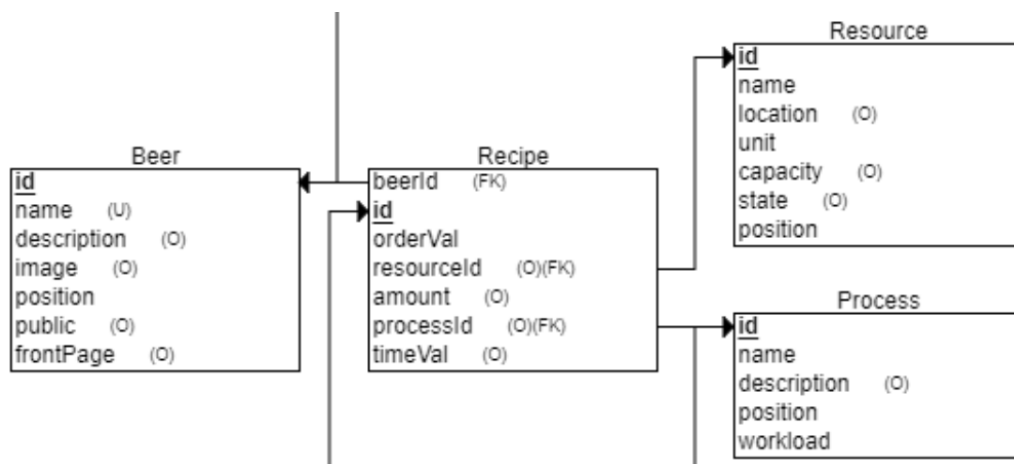 Beer
id
name (U)
description (O)
image (O)
position
public (O)
frontPage (O)
Recipe
beerId (FK)
id
orderVal
resourceId (O)(FK)
amount (O)
processId (O)(FK)
timeVal (O)
Resource
id
name
location (O)
unit
capacity (O)
state (O)
position
Process
id
name
description (O)
position
workload